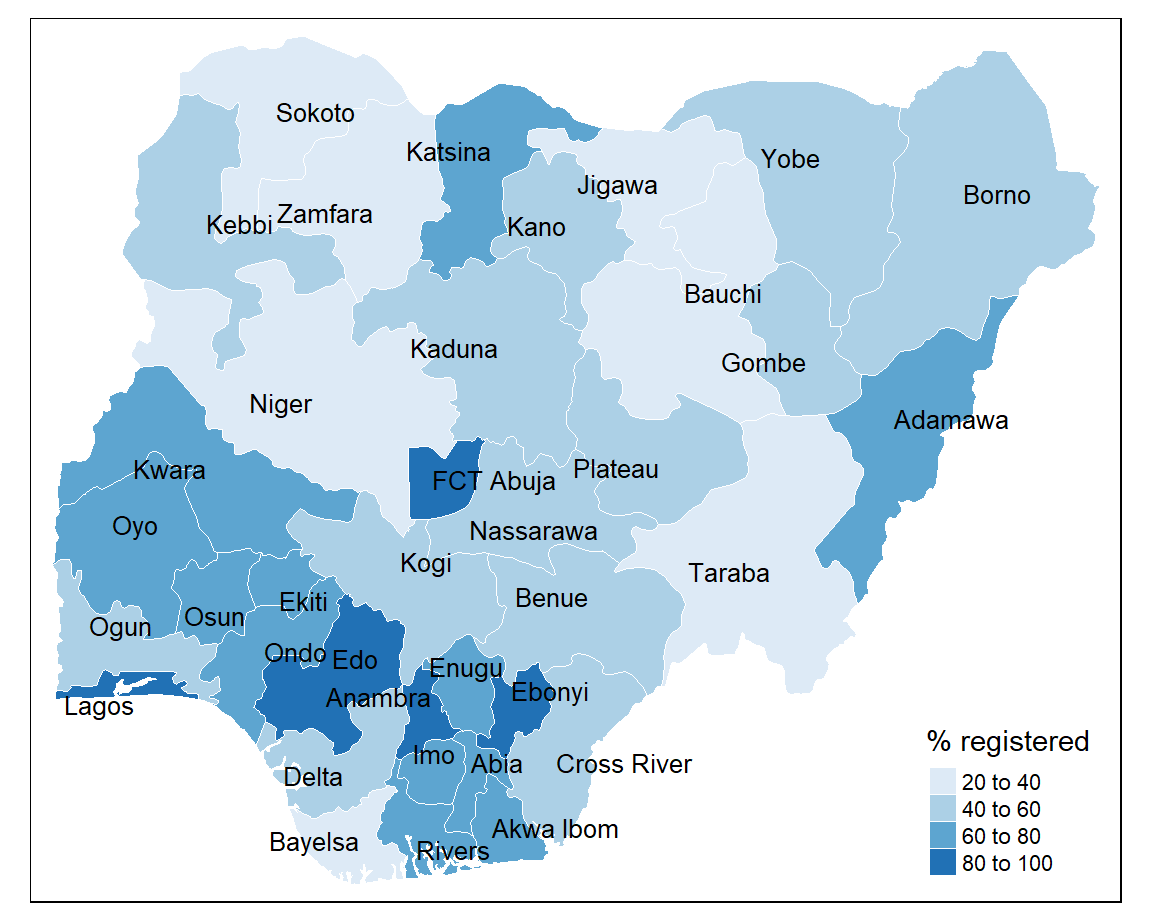 Sokoto
Katsina
Yobe
Jigawa
Borno
Zamfara
Kebbi
Kano
Bauchi
Kaduna
Gombe
Niger
Adamawa
Kwara
Plateau
FCT Abuja
Oyo
Nassarawa
Kogi
Taraba
Benue
Ekiti
Osun
Ogun
Ondo
Edo
Enugu
Ebonyi
Anambra
Lagos
Imo
Abia
Cross River
Delta
Akwa Ibom
Bayelsa
Rivers
% registered
20 to 40
40 to 60
60 to 80
80 to 100